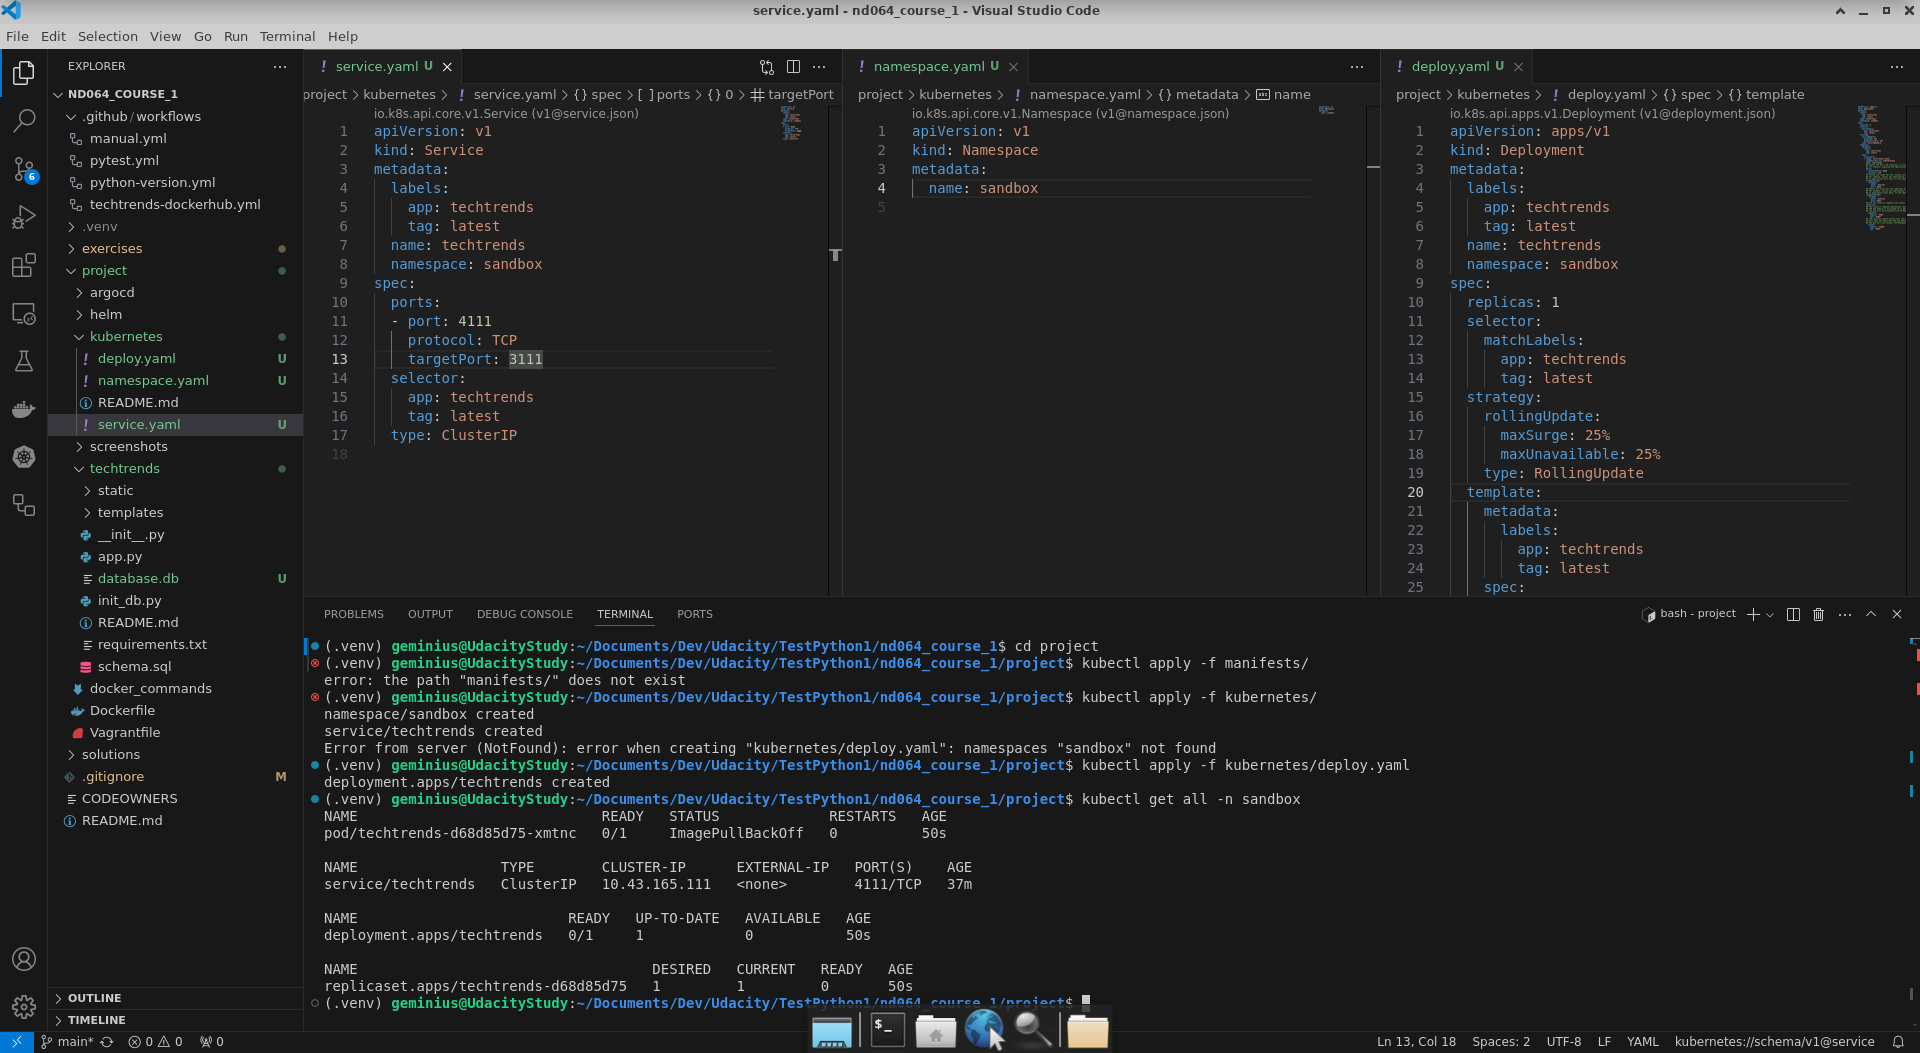 service.yaml - nd064_course_1 - Visual Studio Code
File Edit Selection View Go Run Terminal Help
EXPLORER
ND064_COURSE_1
.github/workflows
manual.yml
pytest.yml
python-version.yml
techtrends-dockerhub.yml
.venv
exercises
project
argocd
helm
kubernetes
deploy.yaml U
namespace.yaml U
README.md
service.yaml U
screenshots
techtrends
static
templates
__init__.py
app.py
database.db U
init_db.py
README.md
requirements.txt
schema.sql
docker_commands
Dockerfile
Vagrantfile
solutions
.gitignore M
CODEOWNERS
README.md
OUTLINE
TIMELINE
6
service.yaml U
project > kubernetes > ! service.yaml > {} spec > [ ] ports > {} 0 > targetPort
io.k8s.api.core.v1.Service (v1@service.json)
1 apiVersion: v1
2 kind: Service
3 metadata:
4 labels:
5 app: techtrends
6 tag: latest
7 name: techtrends
8 namespace: sandbox
9 spec:
10 ports:
11 - port: 4111
12 protocol: TCP
13 targetPort: 3111
14 selector:
15 app: techtrends
16 tag: latest
17 type: ClusterIP
18
namespace.yaml U
project > kubernetes > ! namespace.yaml > {} metadata > name
io.k8s.api.core.v1.Namespace (v1@namespace.json)
1 apiVersion: v1
2 kind: Namespace
3 metadata:
4 name: sandbox
5
deploy.yaml U
project > kubernetes > ! deploy.yaml > {} spec > {} template
io.k8s.api.apps.v1.Deployment (v1@deployment.json)
1 apiVersion: apps/v1
2 kind: Deployment
3 metadata:
4 labels:
5 app: techtrends
6 tag: latest
7 name: techtrends
8 namespace: sandbox
9 spec:
10 replicas: 1
11 selector:
12 matchLabels:
13 app: techtrends
14 tag: latest
15 strategy:
16 rollingUpdate:
17 maxSurge: 25%
18 maxUnavailable: 25%
19 type: RollingUpdate
20 template:
21 metadata:
22 labels:
23 app: techtrends
24 tag: latest
25 spec:
PROBLEMS OUTPUT DEBUG CONSOLE TERMINAL PORTS
bash - project
(.venv) geminius@UdacityStudy:~/Documents/Dev/Udacity/TestPython1/nd064_course_1$ cd project
(.venv) geminius@UdacityStudy:~/Documents/Dev/Udacity/TestPython1/nd064_course_1/project$ kubectl apply -f manifests/
error: the path "manifests/" does not exist
(.venv) geminius@UdacityStudy:~/Documents/Dev/Udacity/TestPython1/nd064_course_1/project$ kubectl apply -f kubernetes/
namespace/sandbox created
service/techtrends created
Error from server (NotFound): error when creating "kubernetes/deploy.yaml": namespaces "sandbox" not found
(.venv) geminius@UdacityStudy:~/Documents/Dev/Udacity/TestPython1/nd064_course_1/project$ kubectl apply -f kubernetes/deploy.yaml
deployment.apps/techtrends created
(.venv) geminius@UdacityStudy:~/Documents/Dev/Udacity/TestPython1/nd064_course_1/project$ kubectl get all -n sandbox
NAME READY STATUS RESTARTS AGE
pod/techtrends-d68d85d75-xmtnc 0/1 ImagePullBackOff 0 50s
NAME TYPE CLUSTER-IP EXTERNAL-IP PORT(S) AGE
service/techtrends ClusterIP 10.43.165.111 <none> 4111/TCP 37m
NAME READY UP-TO-DATE AVAILABLE AGE
deployment.apps/techtrends 0/1 1 0 50s
NAME DESIRED CURRENT READY AGE
replicaset.apps/techtrends-d68d85d75 1 1 0 50s
(.venv) geminius@UdacityStudy:~/Documents/Dev/Udacity/TestPython1/nd064_course_1/project$
main* 0 0 0 Ln 13, Col 18 Spaces: 2 UTF-8 LF YAML kubernetes://schema/v1@service